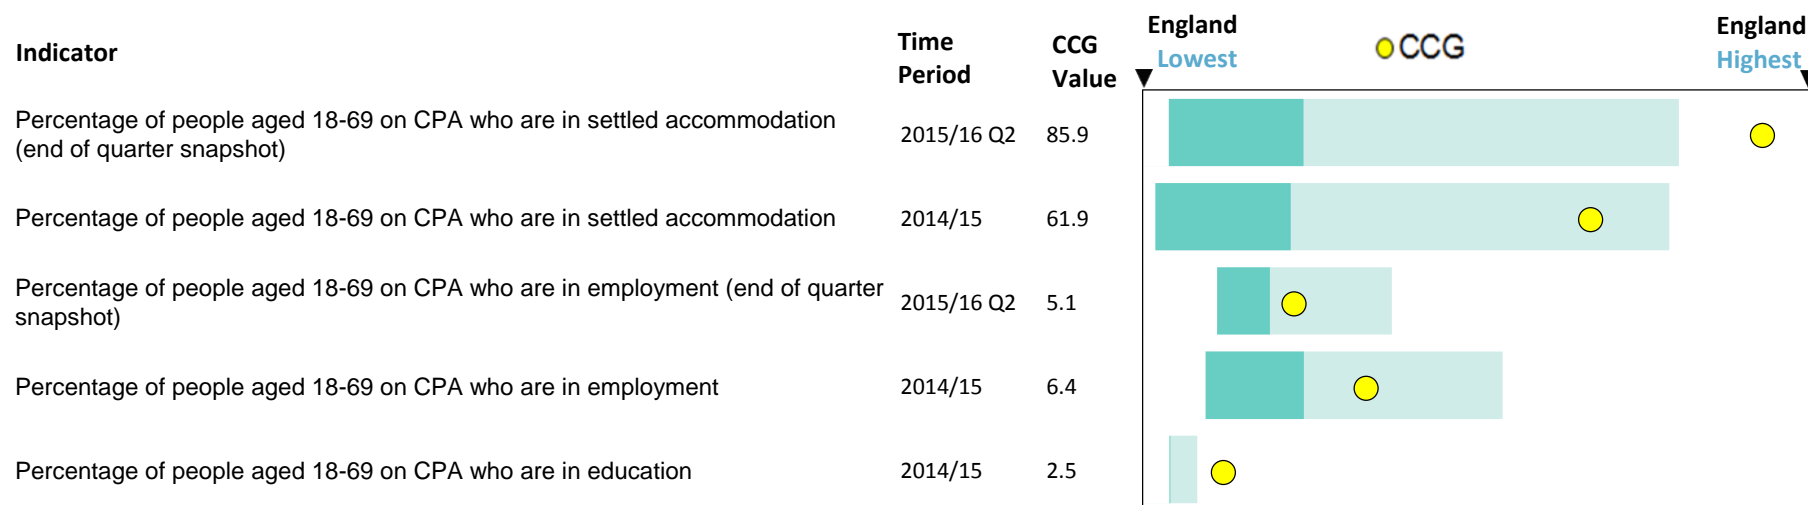 Indicator
Time
Period
CCG
Value
England
Lowest
CCG
England
Highest
Percentage of people aged 18-69 on CPA who are in settled accommodation
(end of quarter snapshot)
2015/16 Q2
85.9
Percentage of people aged 18-69 on CPA who are in settled accommodation
2014/15
61.9
Percentage of people aged 18-69 on CPA who are in employment (end of quarter
snapshot)
2015/16 Q2
5.1
Percentage of people aged 18-69 on CPA who are in employment
2014/15
6.4
Percentage of people aged 18-69 on CPA who are in education
2014/15
2.5